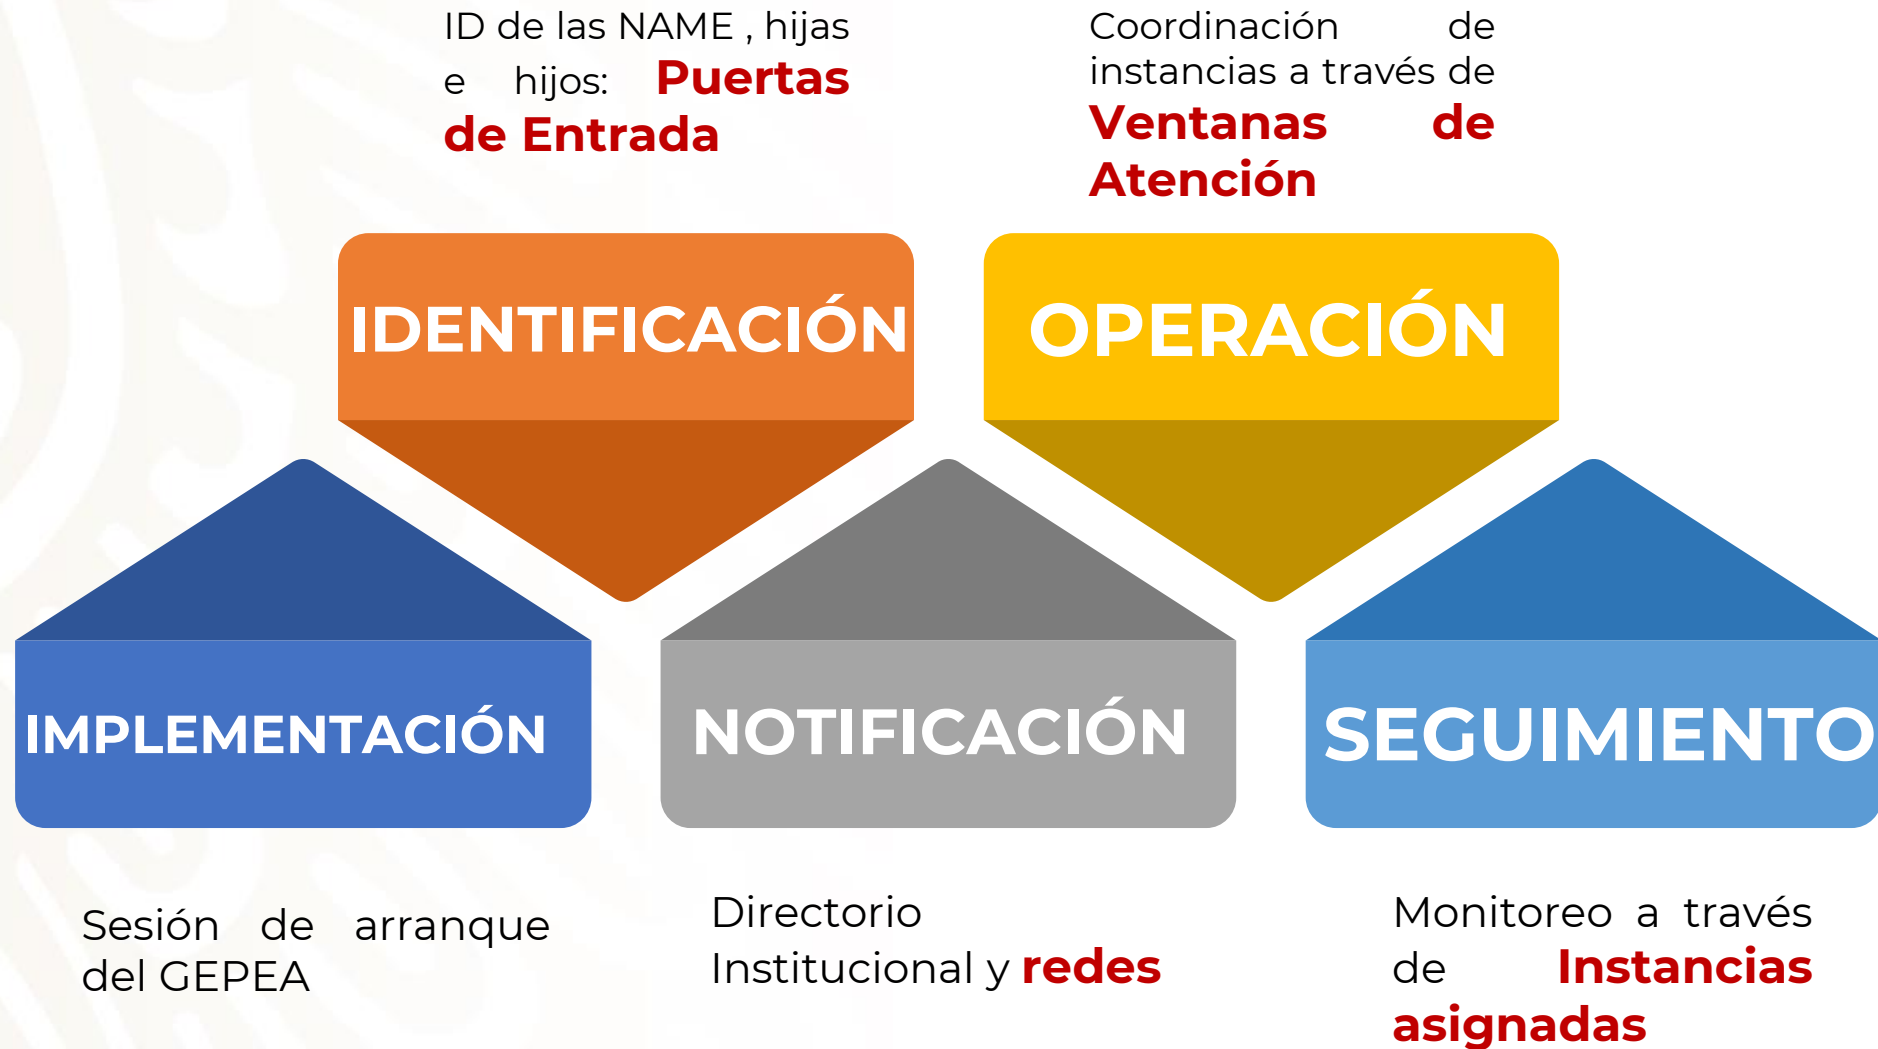 ID de las NAME , hijas
e hijos: Puertas
de Entrada
Coordinación de
instancias a través de
Ventanas de
Atención
IDENTIFICACIÓN
OPERACIÓN
IMPLEMENTACIÓN
NOTIFICACIÓN
SEGUIMIENTO
Sesión de arranque
del GEPEA
Directorio
Institucional y redes
Monitoreo a través
de Instancias
asignadas